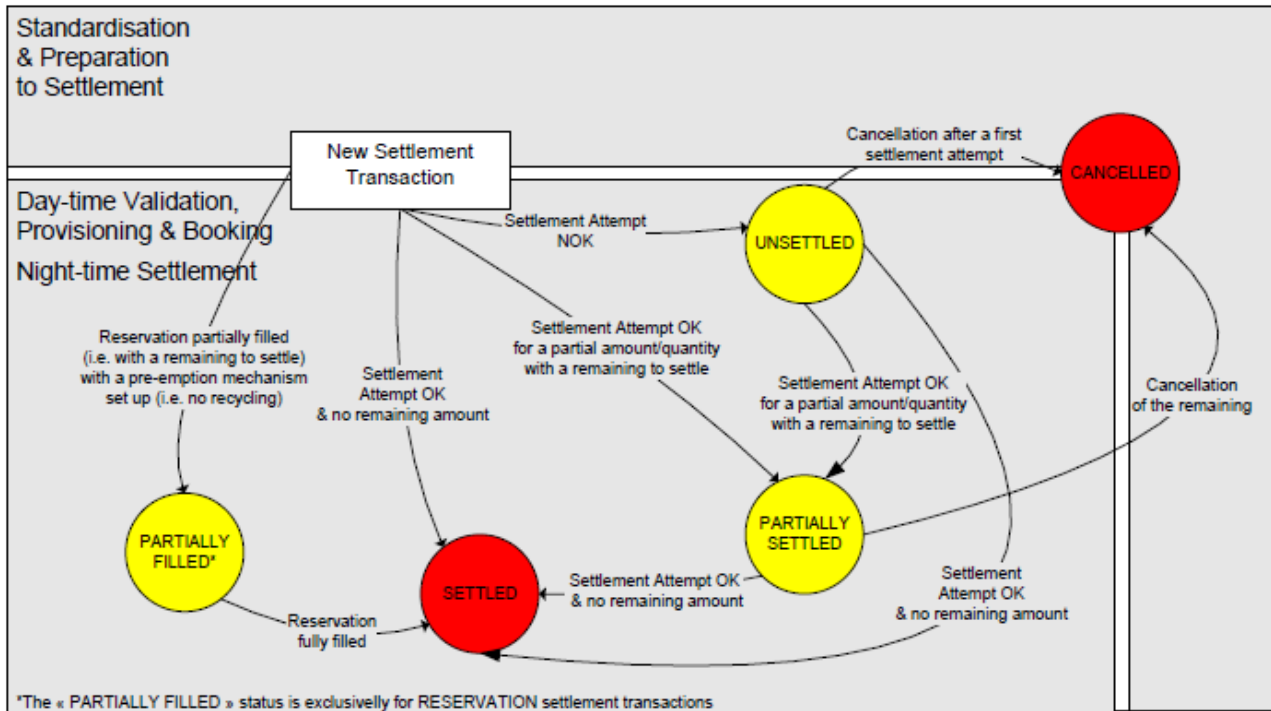 Standardisation
& Preparation
to Settlement
New Settlement
Transaction
Cancellation after a first
settlement attempt
CANCELLED
Day-time Validation,
Provisioning & Booking
Night-time Settlement
Settlement Attempt
NOK
UNSETTLED
Reservation partially filled
(i.e. with a remaining to settle)
with a pre-emption mechanism
set up (i.e. no recycling)
Settlement
Attempt OK
& no remaining amount
Settlement Attempt OK
for a partial amount/quantity
with a remaining to settle
Settlement Attempt OK
for a partial amount/quantity
with a remaining to settle
Cancellation
of the remaining
PARTIALLY
FILLED*
SETTLED
PARTIALLY
SETTLED
Settlement Attempt OK
& no remaining amount
Settlement
Attempt OK
& no remaining amount
Reservation
fully filled
*The « PARTIALLY FILLED » status is exclusivelly for RESERVATION settlement transactions